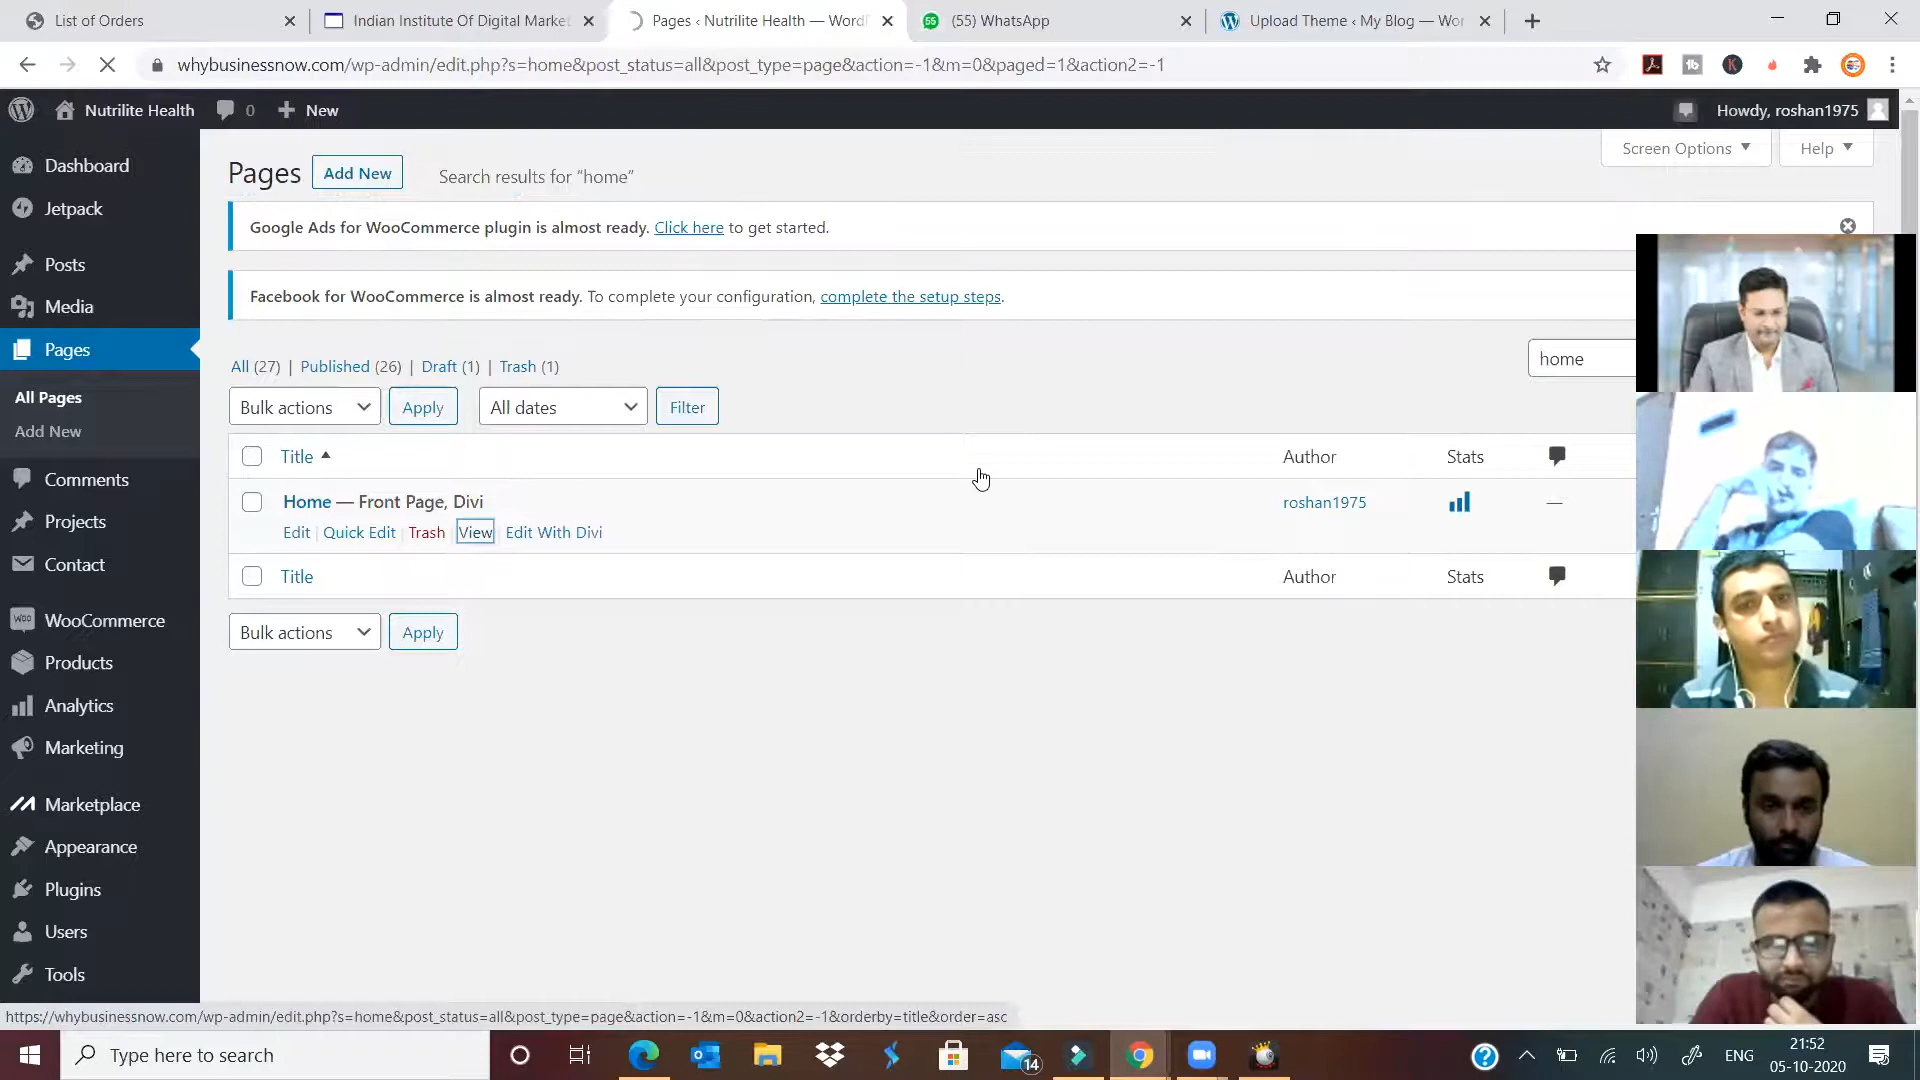 List of Orders
Indian Institute Of Digital Market
Pages ‹ Nutrilite Health — Word
(55) WhatsApp
Upload Theme ‹ My Blog — Wor
whybusinessnow.com/wp-admin/edit.php?s=home&post_status=all&post_type=page&action=-1&m=0&paged=1&action2=-1
Nutrilite Health
0
New
Howdy, roshan1975
Dashboard
Jetpack
Posts
Media
Pages
All Pages
Add New
Comments
Projects
Contact
WooCommerce
Products
Analytics
Marketing
Marketplace
Appearance
Plugins
Users
Tools
Screen Options
Help
Pages
Add New
Search results for “home”
Google Ads for WooCommerce plugin is almost ready. Click here to get started.
Facebook for WooCommerce is almost ready. To complete your configuration, complete the setup steps.
All (27) | Published (26) | Draft (1) | Trash (1)
home
Bulk actions
Apply
All dates
Filter
Title
Author
Stats
Home — Front Page, Divi
roshan1975
—
Edit | Quick Edit | Trash | View | Edit With Divi
Title
Author
Stats
Bulk actions
Apply
https://whybusinessnow.com/wp-admin/edit.php?s=home&post_status=all&post_type=page&action=-1&m=0&action2=-1&orderby=title&order=asc
Type here to search
14
ENG
21:52
05-10-2020